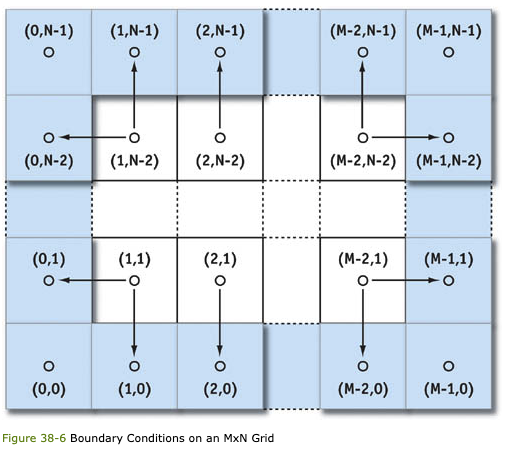 (0,N-1) (1,N-1) (2,N-1) (M-2,N-1) (M-1,N-1)
(0,N-2) (1,N-2) (2,N-2) (M-2,N-2) (M-1,N-2)
(0,1) (1,1) (2,1) (M-2,1) (M-1,1)
(0,0) (1,0) (2,0) (M-2,0) (M-1,0)
Figure 38-6 Boundary Conditions on an MxN Grid